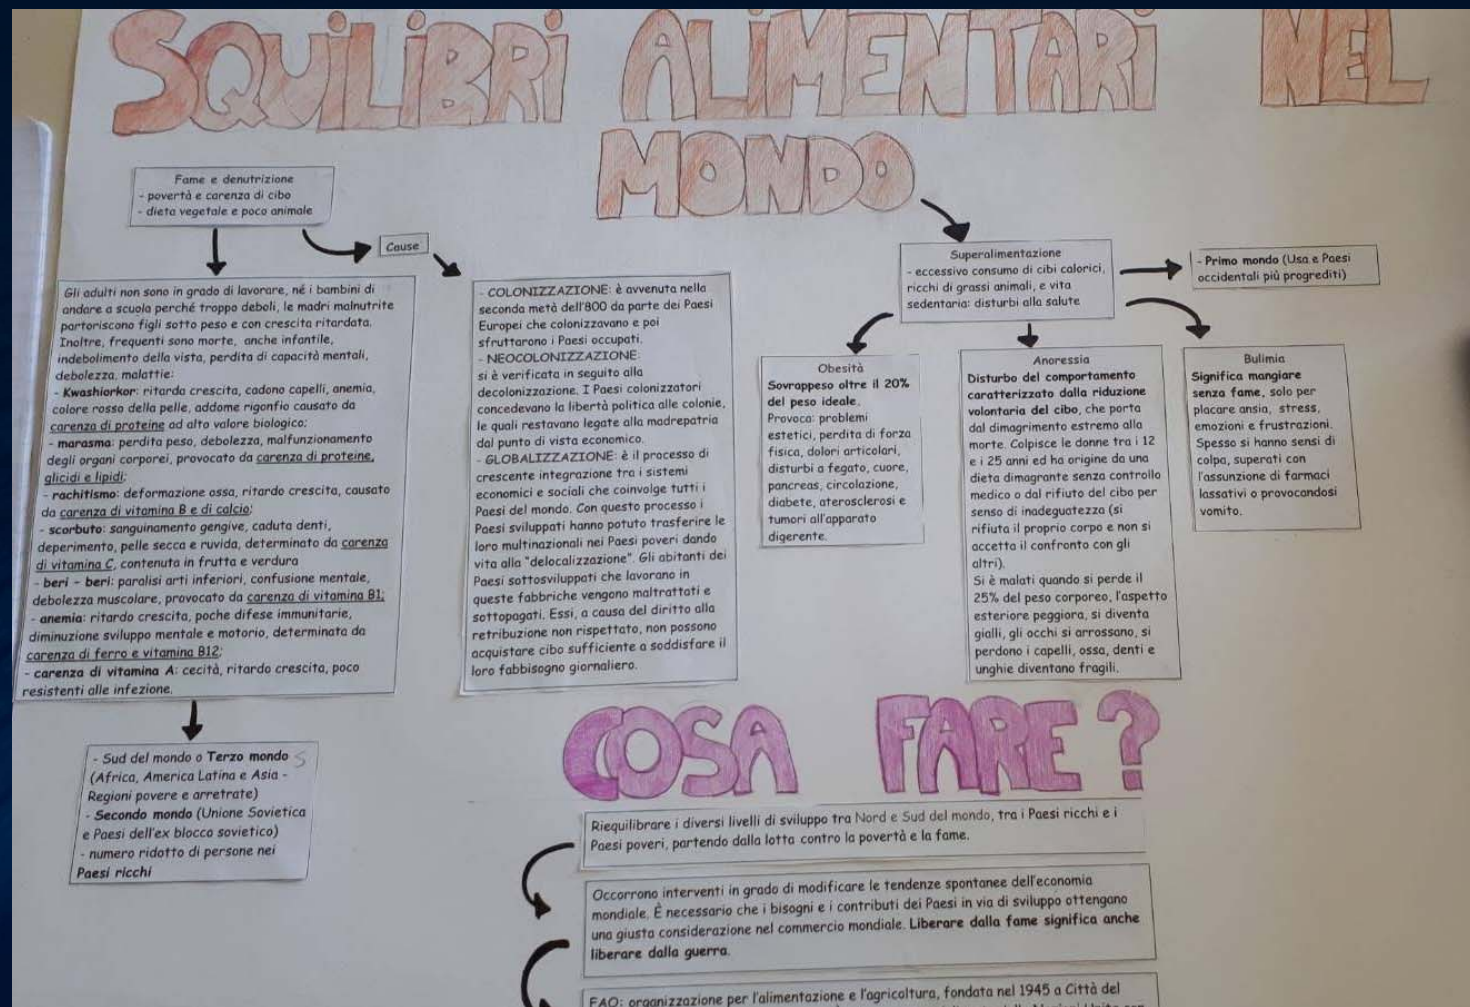 SQUILIBRI ALIMENTARI NEL
MONDO
Fame e denutrizione
- povertà e carenza di cibo
- dieta vegetale e poco animale
Cause
Gli adulti non sono in grado di lavorare, né i bambini di
andare a scuola perché troppo deboli, le madri malnutrite
partoriscono figli sotto peso e con crescita ritardata.
Inoltre, frequenti sono morte, anche infantile,
indebolimento della vista, perdita di capacità mentali,
debolezza, malattie:
- Kwashiorkor: ritarda crescita, cadono capelli, anemia,
colore rosso della pelle, addome rigonfio causato da
carenza di proteine ad alto valore biologico;
- marasma: perdita peso, debolezza, malfunzionamento
degli organi corporei, provocato da carenza di proteine,
glicidi e lipidi;
- rachitismo: deformazione ossa, ritardo crescita, causato
da carenza di vitamina B e di calcio;
- scorbuto: sanguinamento gengive, caduta denti,
deperimento, pelle secca e ruvida, determinato da carenza
di vitamina C, contenuta in frutta e verdura
- beri - beri: paralisi arti inferiori, confusione mentale,
debolezza muscolare, provocato da carenza di vitamina B1;
- anemia: ritardo crescita, poche difese immunitarie,
diminuzione sviluppo mentale e motorio, determinata da
carenza di ferro e vitamina B12;
- carenza di vitamina A: cecità, ritardo crescita, poco
resistenti alle infezione.
- Sud del mondo o Terzo mondo
(Africa, America Latina e Asia -
Regioni povere e arretrate)
- Secondo mondo (Unione Sovietica
e Paesi dell'ex blocco sovietico)
- numero ridotto di persone nei
Paesi ricchi
- COLONIZZAZIONE: è avvenuta nella
seconda metà dell'800 da parte dei Paesi
Europei che colonizzavano e poi
sfruttarono i Paesi occupati.
- NEOCOLONIZZAZIONE:
si è verificata in seguito alla
decolonizzazione. I Paesi colonizzatori
concedevano la libertà politica alle colonie,
le quali restavano legate alla madrepatria
dal punto di vista economico.
- GLOBALIZZAZIONE: è il processo di
crescente integrazione tra i sistemi
economici e sociali che coinvolge tutti i
Paesi del mondo. Con questo processo i
Paesi sviluppati hanno potuto trasferire le
loro multinazionali nei Paesi poveri dando
vita alla "delocalizzazione". Gli abitanti dei
Paesi sottosviluppati che lavorano in
queste fabbriche vengono maltrattati e
sottopagati. Essi, a causa del diritto alla
retribuzione non rispettato, non possono
acquistare cibo sufficiente a soddisfare il
loro fabbisogno giornaliero.
Superalimentazione
- eccessivo consumo di cibi calorici,
ricchi di grassi animali, e vita
sedentaria: disturbi alla salute
- Primo mondo (Usa e Paesi
occidentali più progrediti)
Obesità
Sovrappeso oltre il 20%
del peso ideale.
Provoca: problemi
estetici, perdita di forza
fisica, dolori articolari,
disturbi a fegato, cuore,
pancreas, circolazione,
diabete, aterosclerosi e
tumori all'apparato
digerente.
Anoressia
Disturbo del comportamento
caratterizzato dalla riduzione
volontaria del cibo, che porta
dal dimagrimento estremo alla
morte. Colpisce le donne tra i 12
e i 25 anni ed ha origine da una
dieta dimagrante senza controllo
medico o dal rifiuto del cibo per
senso di inadeguatezza (si
rifiuta il proprio corpo e non si
accetta il confronto con gli
altri).
Si è malati quando si perde il
25% del peso corporeo, l'aspetto
esteriore peggiora, si diventa
gialli, gli occhi si arrossano, si
perdono i capelli, ossa, denti e
unghie diventano fragili.
Bulimia
Significa mangiare
senza fame, solo per
placare ansia, stress,
emozioni e frustrazioni.
Spesso si hanno sensi di
colpa, superati con
l'assunzione di farmaci
lassativi o provocandosi
vomito.
COSA FARE?
Riequilibrare i diversi livelli di sviluppo tra Nord e Sud del mondo, tra i Paesi ricchi e i
Paesi poveri, partendo dalla lotta contro la povertà e la fame.
Occorrono interventi in grado di modificare le tendenze spontanee dell'economia
mondiale. È necessario che i bisogni e i contributi dei Paesi in via di sviluppo ottengano
una giusta considerazione nel commercio mondiale. Liberare dalla fame significa anche
liberare dalla guerra.
FAO: organizzazione per l'alimentazione e l'agricoltura, fondata nel 1945 a Città del